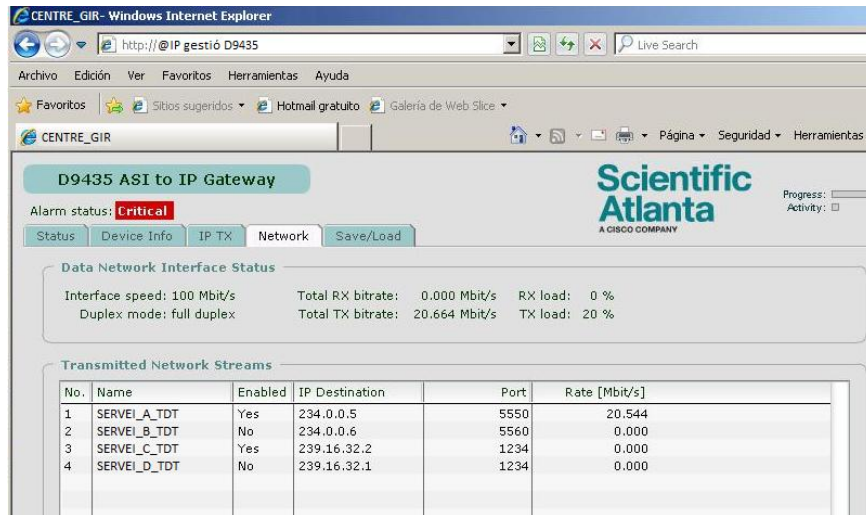 CENTRE_GIR- Windows Internet Explorer
http://@IP gestió D9435
Live Search
Archivo Edición Ver Favoritos Herramientas Ayuda
Favoritos Sitios sugeridos Hotmail gratuito Galería de Web Slice
CENTRE_GIR Página Seguridad Herramientas
D9435 ASI to IP Gateway
Scientific
Atlanta
A CISCO COMPANY
Progress:
Activity:
Alarm status: Critical
Status Device Info IP TX Network Save/Load
Data Network Interface Status
Interface speed: 100 Mbit/s Total RX bitrate: 0.000 Mbit/s RX load: 0 %
Duplex mode: full duplex Total TX bitrate: 20.664 Mbit/s TX load: 20 %
Transmitted Network Streams
No. Name Enabled IP Destination Port Rate [Mbit/s]
1 SERVEI_A_TDT Yes 234.0.0.5 5550 20.544
2 SERVEI_B_TDT No 234.0.0.6 5560 0.000
3 SERVEI_C_TDT Yes 239.16.32.2 1234 0.000
4 SERVEI_D_TDT No 239.16.32.1 1234 0.000